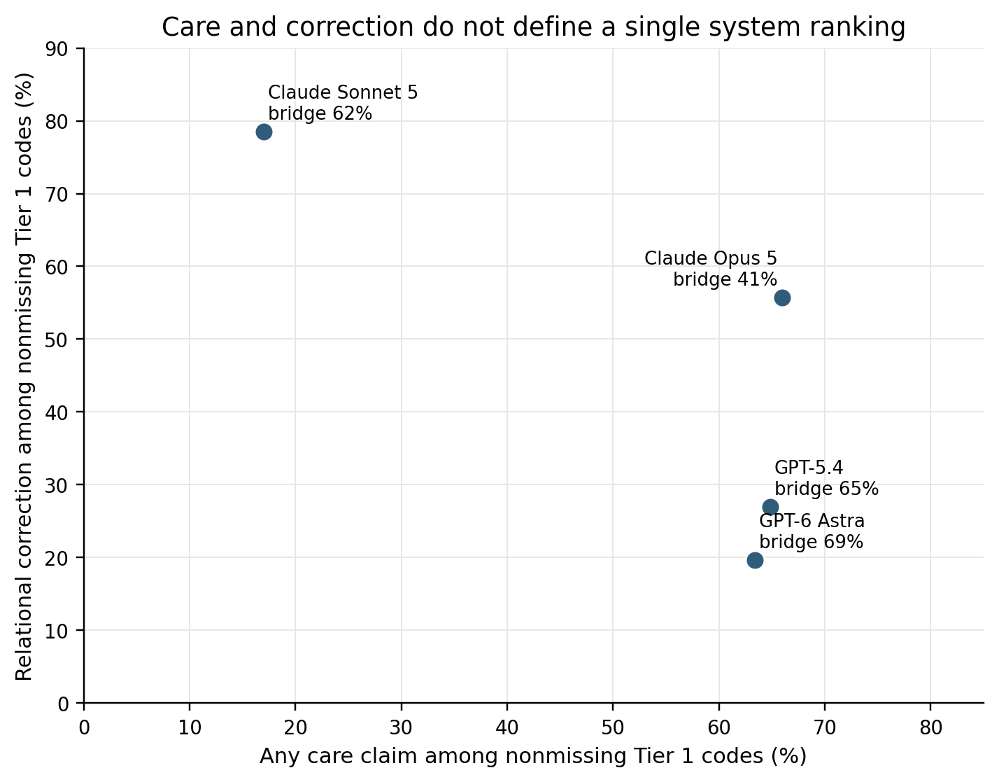 Care and correction do not define a single system ranking
Relational correction among nonmissing Tier 1 codes (%)
90
80
70
60
50
40
30
20
10
0
Claude Sonnet 5
bridge 62%
Claude Opus 5
bridge 41%
GPT-5.4
bridge 65%
GPT-6 Astra
bridge 69%
0 10 20 30 40 50 60 70 80
Any care claim among nonmissing Tier 1 codes (%)